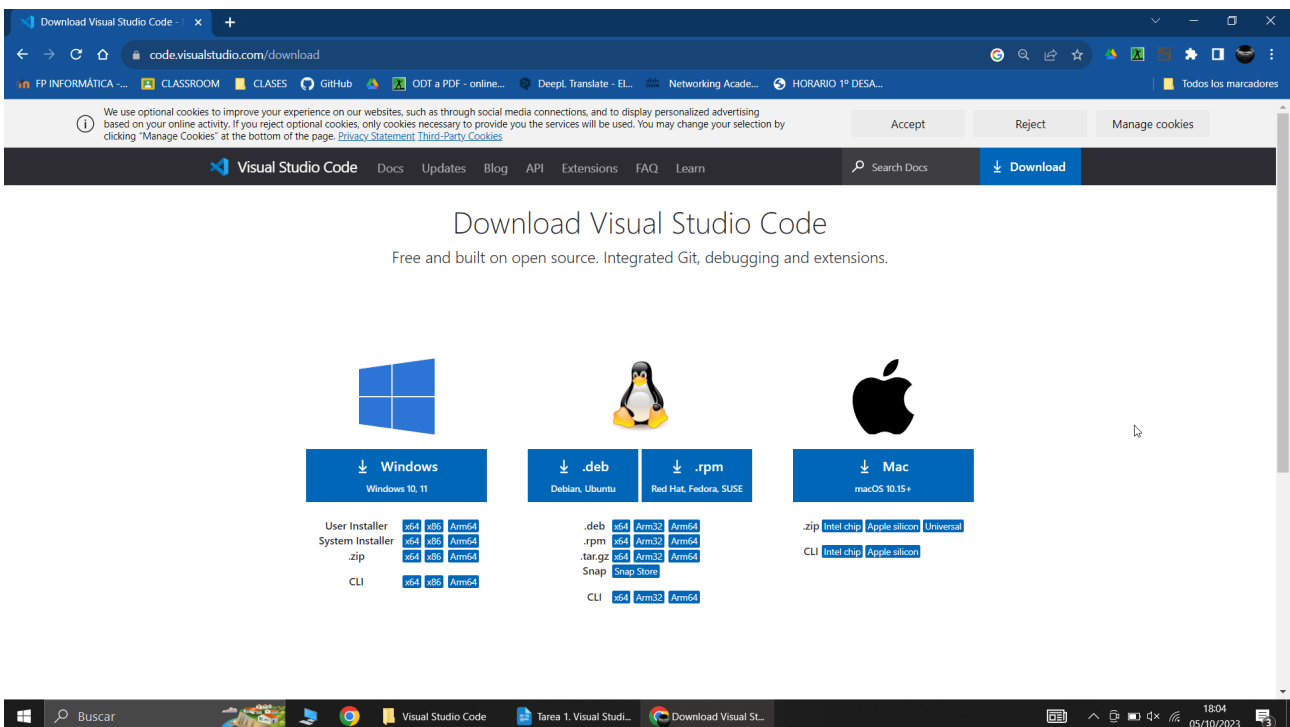 Download Visual Studio Code - 
code.visualstudio.com/download
FP INFORMÁTICA -... CLASSROOM CLASES GitHub ODT a PDF - online... DeepL Translate - El... Networking Acade... HORARIO 1º DESA... Todos los marcadores
We use optional cookies to improve your experience on our websites, such as through social media connections, and to display personalized advertising
based on your online activity. If you reject optional cookies, only cookies necessary to provide you the services will be used. You may change your selection by
clicking "Manage Cookies" at the bottom of the page. Privacy Statement Third-Party Cookies
Accept Reject Manage cookies
Visual Studio Code Docs Updates Blog API Extensions FAQ Learn Search Docs Download
Download Visual Studio Code
Free and built on open source. Integrated Git, debugging and extensions.
Windows
Windows 10, 11
User Installer x64 x86 Arm64
System Installer x64 x86 Arm64
.zip x64 x86 Arm64
CLI x64 x86 Arm64
.deb
Debian, Ubuntu
.rpm
Red Hat, Fedora, SUSE
.deb x64 Arm32 Arm64
.rpm x64 Arm32 Arm64
.tar.gz x64 Arm32 Arm64
Snap Snap Store
CLI x64 Arm32 Arm64
Mac
macOS 10.15+
.zip Intel chip Apple silicon Universal
CLI Intel chip Apple silicon
Buscar Visual Studio Code Tarea 1. Visual Studi... Download Visual St...
18:04
05/10/2023
3